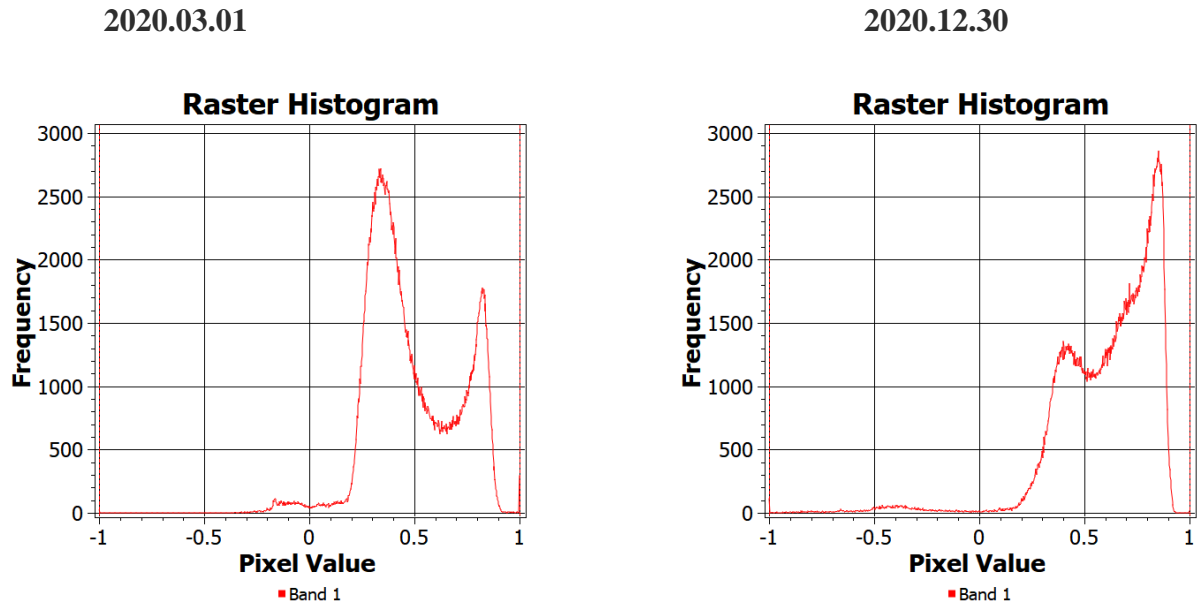 2020.03.01
Raster Histogram
Frequency
3000
2500
2000
1500
1000
500
0
-1 -0.5 0 0.5 1
Pixel Value
Band 1
2020.12.30
Raster Histogram
Frequency
3000
2500
2000
1500
1000
500
0
-1 -0.5 0 0.5 1
Pixel Value
Band 1